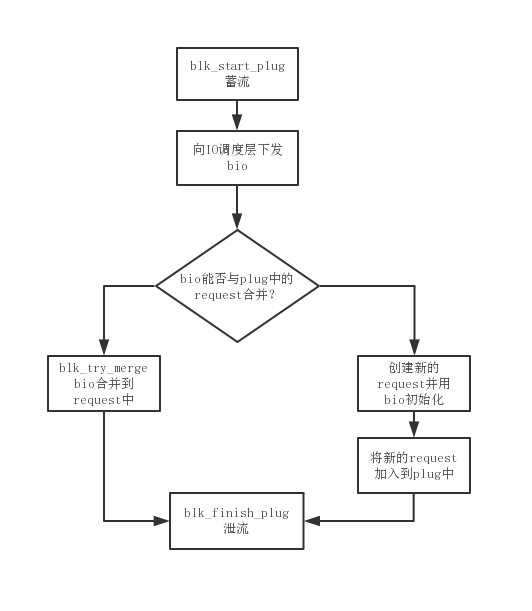 blk_start_plug
蓄流
向IO调度层下发
bio
bio能否与plug中的
request合并?
blk_try_merge
bio合并到
request中
创建新的
request并用
bio初始化
将新的request
加入到plug中
blk_finish_plug
泄流